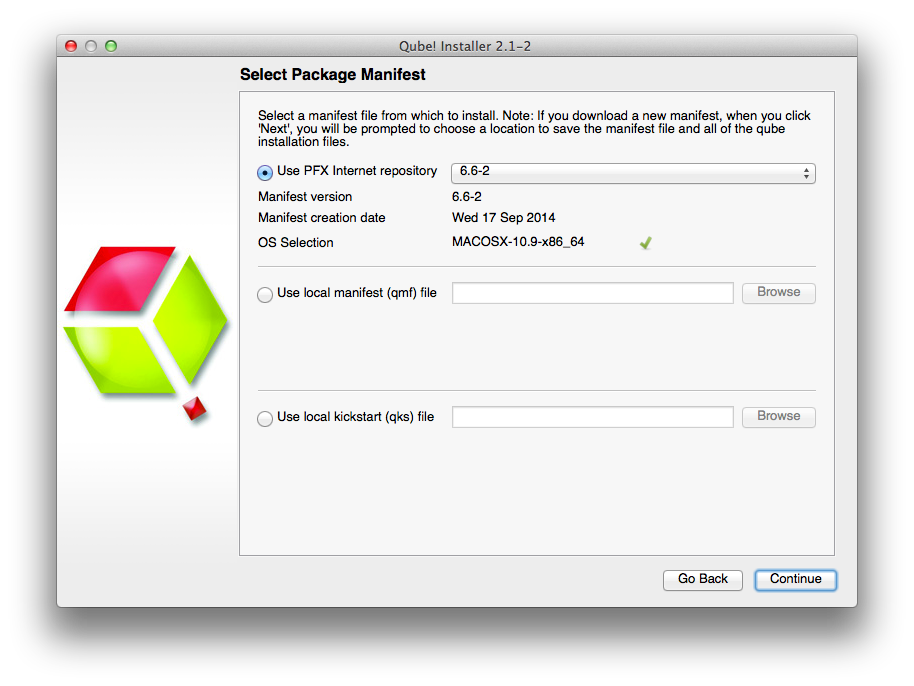 Qube! Installer 2.1-2
Select Package Manifest
Select a manifest file from which to install. Note: If you download a new manifest, when you click
'Next', you will be prompted to choose a location to save the manifest file and all of the qube
installation files.
Use PFX Internet repository 6.6-2
Manifest version 6.6-2
Manifest creation date Wed 17 Sep 2014
OS Selection MACOSX-10.9-x86_64
Use local manifest (qmf) file Browse
Use local kickstart (qks) file Browse
Go Back Continue